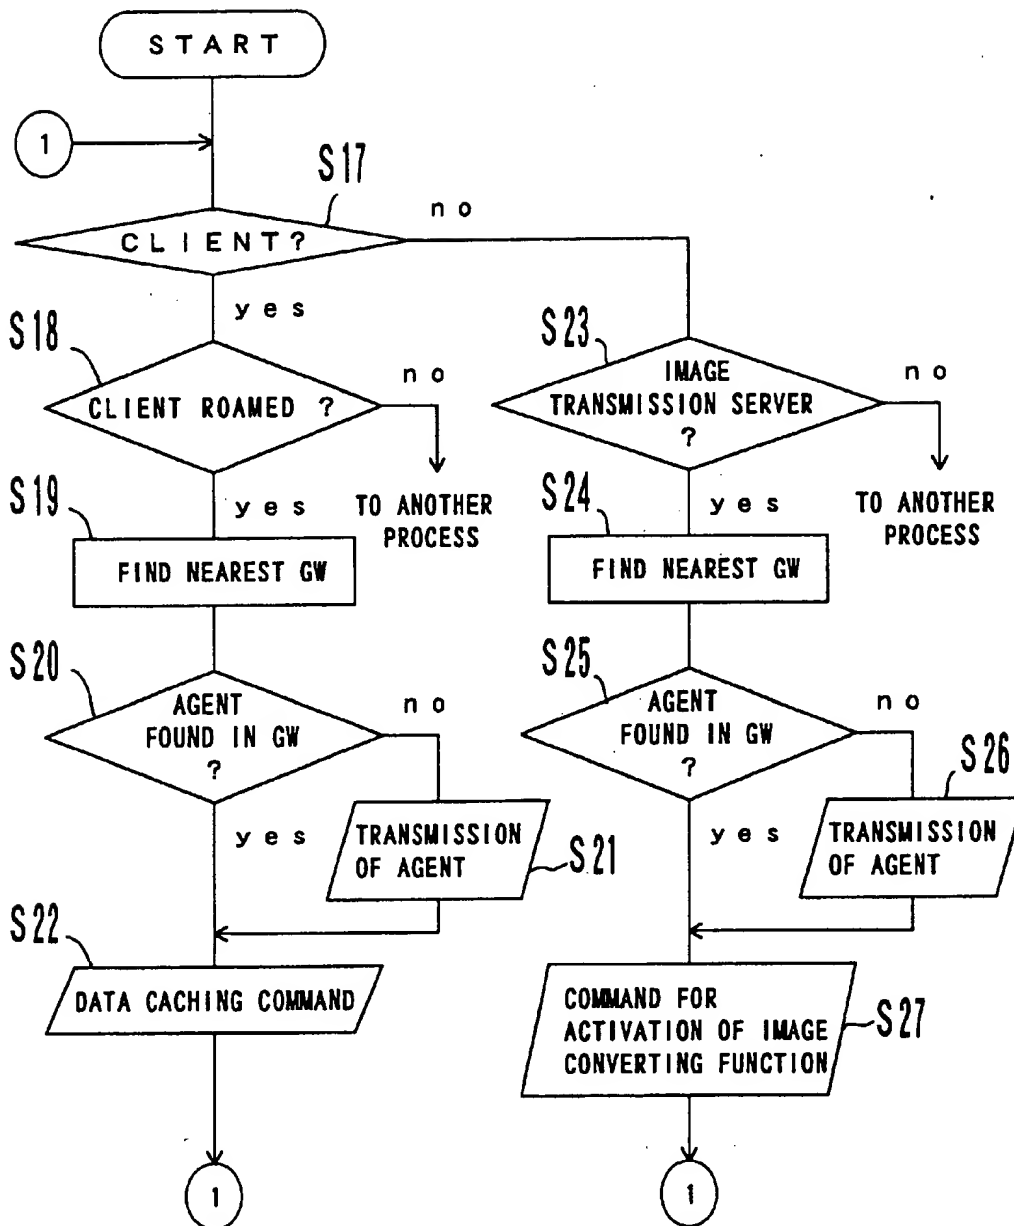 START
1
S17
no
CLIENT?
yes
S18
no
CLIENT ROAMED ?
yes
TO ANOTHER
PROCESS
S19
FIND NEAREST GW
S20
AGENT
FOUND IN GW
?
no
yes
TRANSMISSION
OF AGENT
S21
S22
DATA CACHING COMMAND
1
S23
IMAGE
TRANSMISSION SERVER
?
no
yes
TO ANOTHER
PROCESS
S24
FIND NEAREST GW
S25
AGENT
FOUND IN GW
?
no
yes
S26
TRANSMISSION
OF AGENT
COMMAND FOR
ACTIVATION OF IMAGE
CONVERTING FUNCTION
S27
1